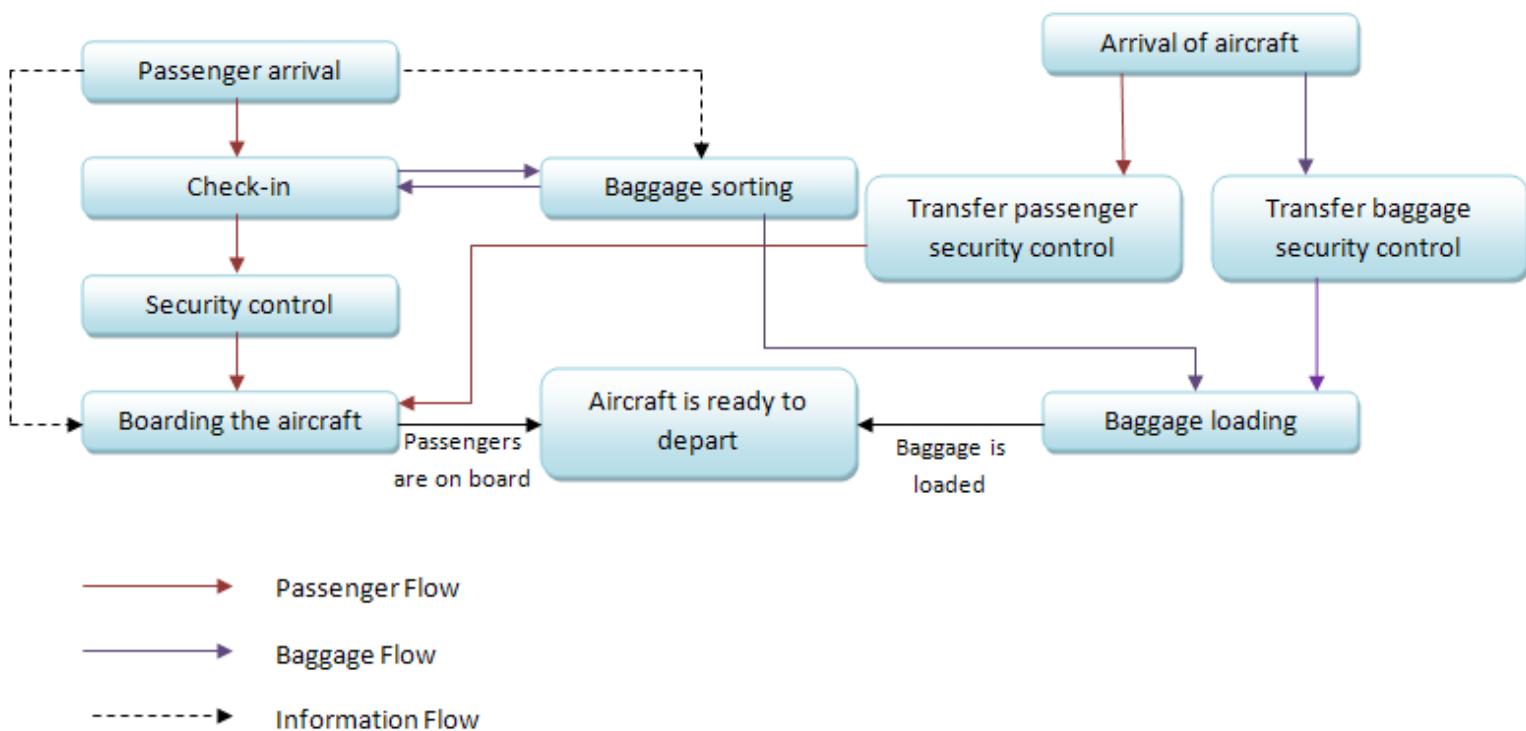 Passenger arrival
Arrival of aircraft
Check-in
Baggage sorting
Transfer passenger
security control
Transfer baggage
security control
Security control
Boarding the aircraft
Passengers
are on board
Aircraft is ready to
depart
Baggage is
loaded
Baggage loading
Passenger Flow
Baggage Flow
Information Flow